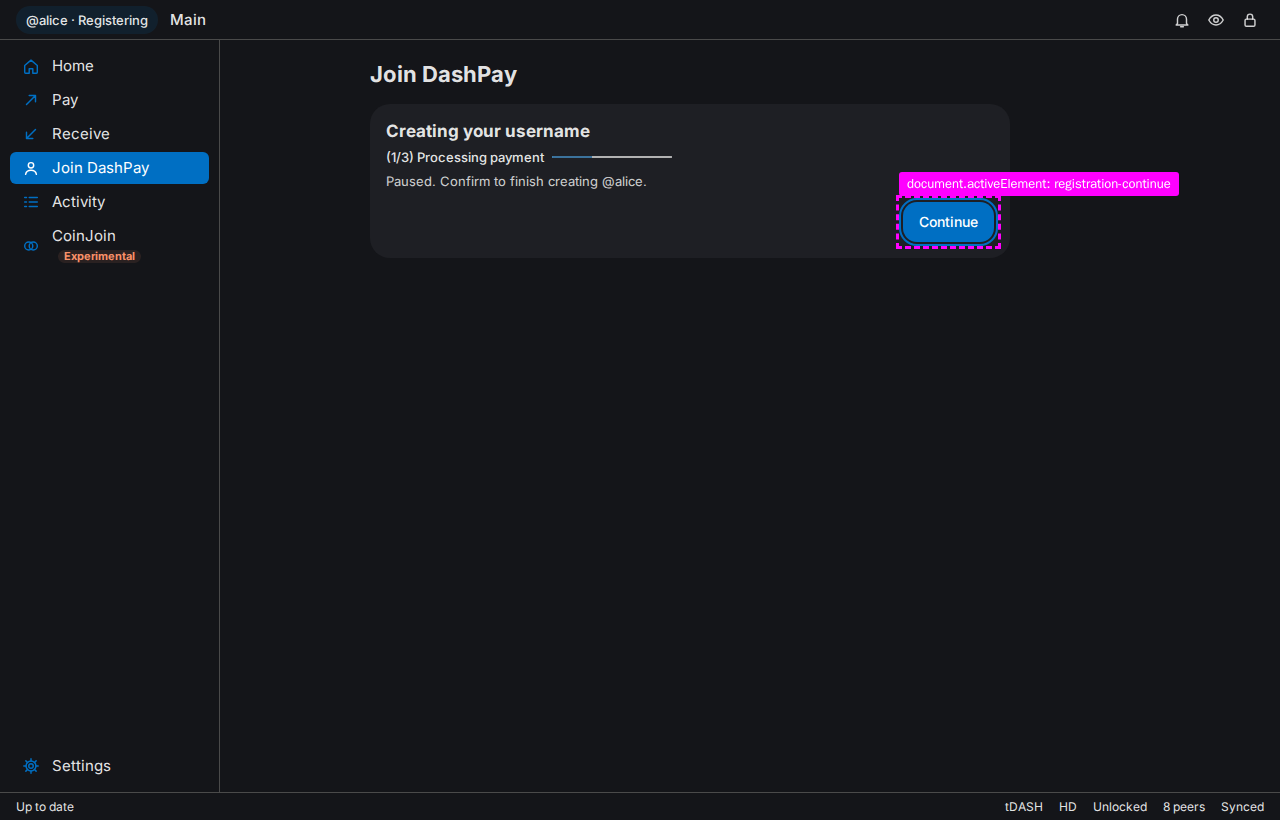 @alice · Registering Main
Home
Pay
Receive
Join DashPay
Activity
CoinJoin
Experimental
Settings
Join DashPay
Creating your username
(1/3) Processing payment
Paused. Confirm to finish creating @alice.
document.activeElement: registration-continue
Continue
Up to date
tDASH HD Unlocked 8 peers Synced